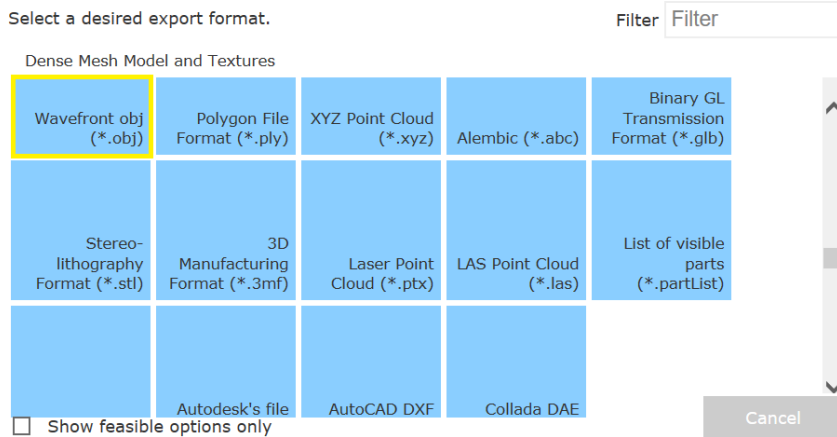 Select a desired export format.
Filter Filter
Dense Mesh Model and Textures
Wavefront obj
(*.obj)
Polygon File
Format (*.ply)
XYZ Point Cloud
(*.xyz)
Alembic (*.abc)
Binary GL
Transmission
Format (*.glb)
Stereo-
lithography
Format (*.stl)
3D
Manufacturing
Format (*.3mf)
Laser Point
Cloud (*.ptx)
LAS Point Cloud
(*.las)
List of visible
parts
(*.partList)
Autodesk's file
AutoCAD DXF
Collada DAE
Show feasible options only
Cancel